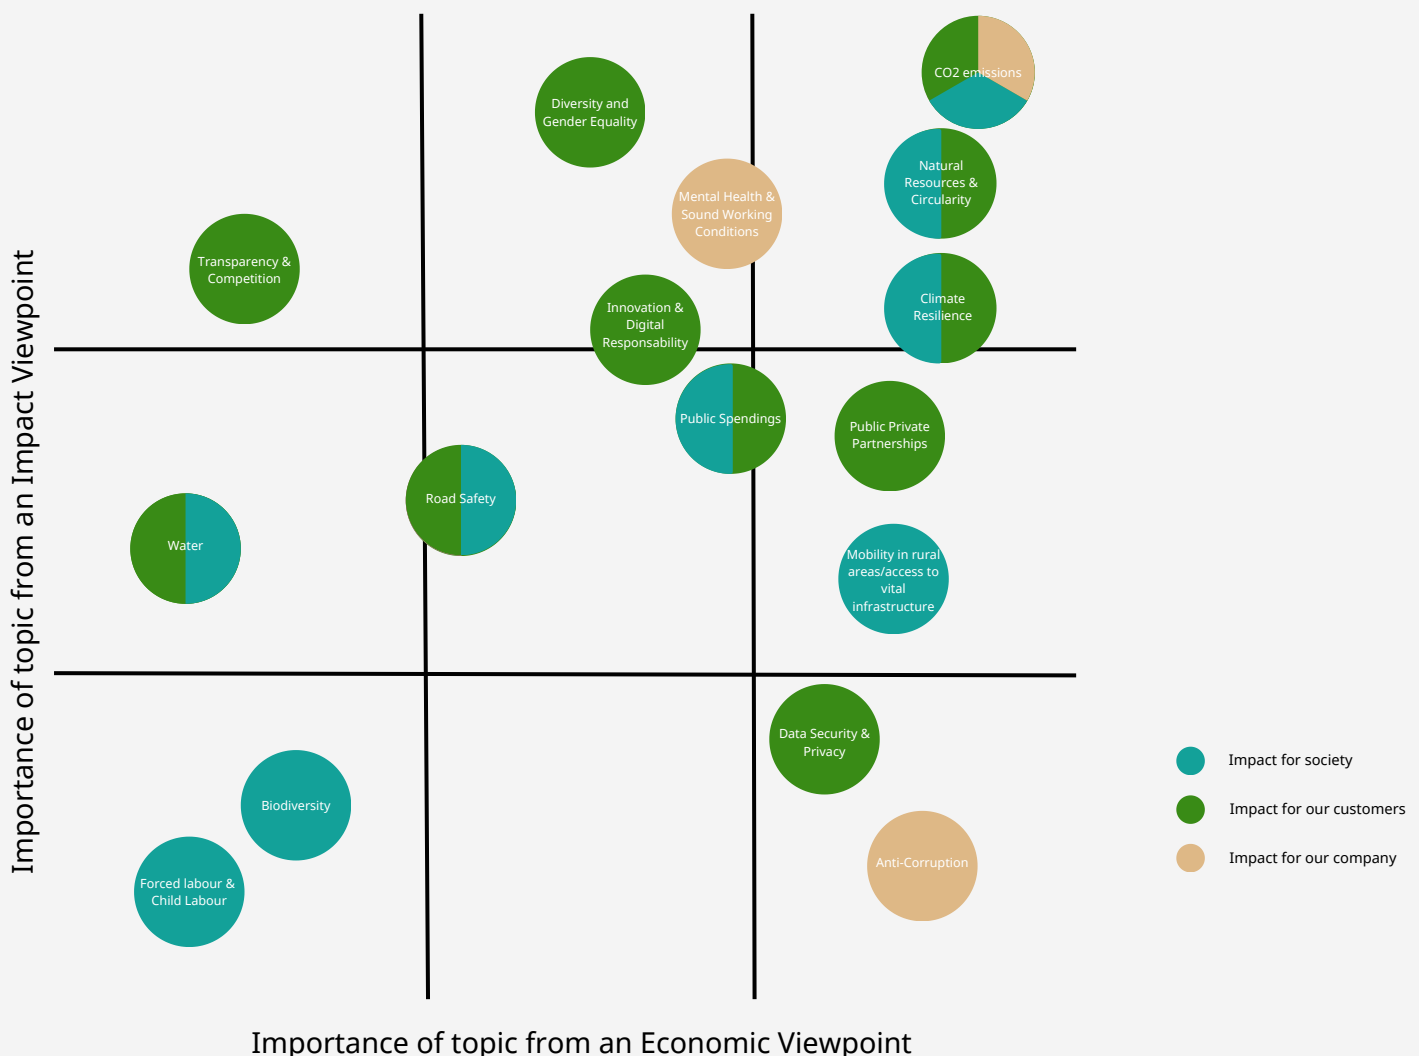 CO2 emissions
Diversity and
Gender Equality
Natural
Resources &
Circularity
Mental Health &
Sound Working
Conditions
Transparency &
Competition
Climate
Resilience
Innovation &
Digital
Responsability
Public Spendings
Public Private
Partnerships
Road Safety
Water
Mobility in rural
areas/access to
vital
infrastructure
Data Security &
Privacy
Biodiversity
Anti-Corruption
Forced labour &
Child Labour
Importance of topic from an Impact Viewpoint
Importance of topic from an Economic Viewpoint
Impact for society
Impact for our customers
Impact for our company